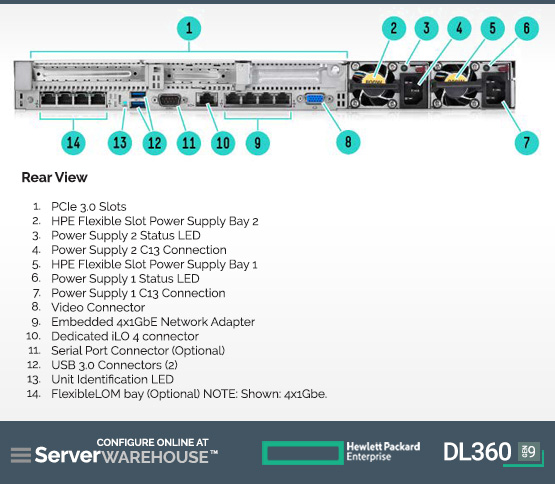 1
2
3
4
5
6
14
13
12
11
10
9
8
7
Rear View
1. PCIe 3.0 Slots
2. HPE Flexible Slot Power Supply Bay 2
3. Power Supply 2 Status LED
4. Power Supply 2 C13 Connection
5. HPE Flexible Slot Power Supply Bay 1
6. Power Supply 1 Status LED
7. Power Supply 1 C13 Connection
8. Video Connector
9. Embedded 4x1GbE Network Adapter
10. Dedicated iLO 4 connector
11. Serial Port Connector (Optional)
12. USB 3.0 Connectors (2)
13. Unit Identification LED
14. FlexibleLOM bay (Optional) NOTE: Shown: 4x1Gbe.
CONFIGURE ONLINE AT
ServerWAREHOUSE™
Hewlett Packard
Enterprise
DL360 GEN 9